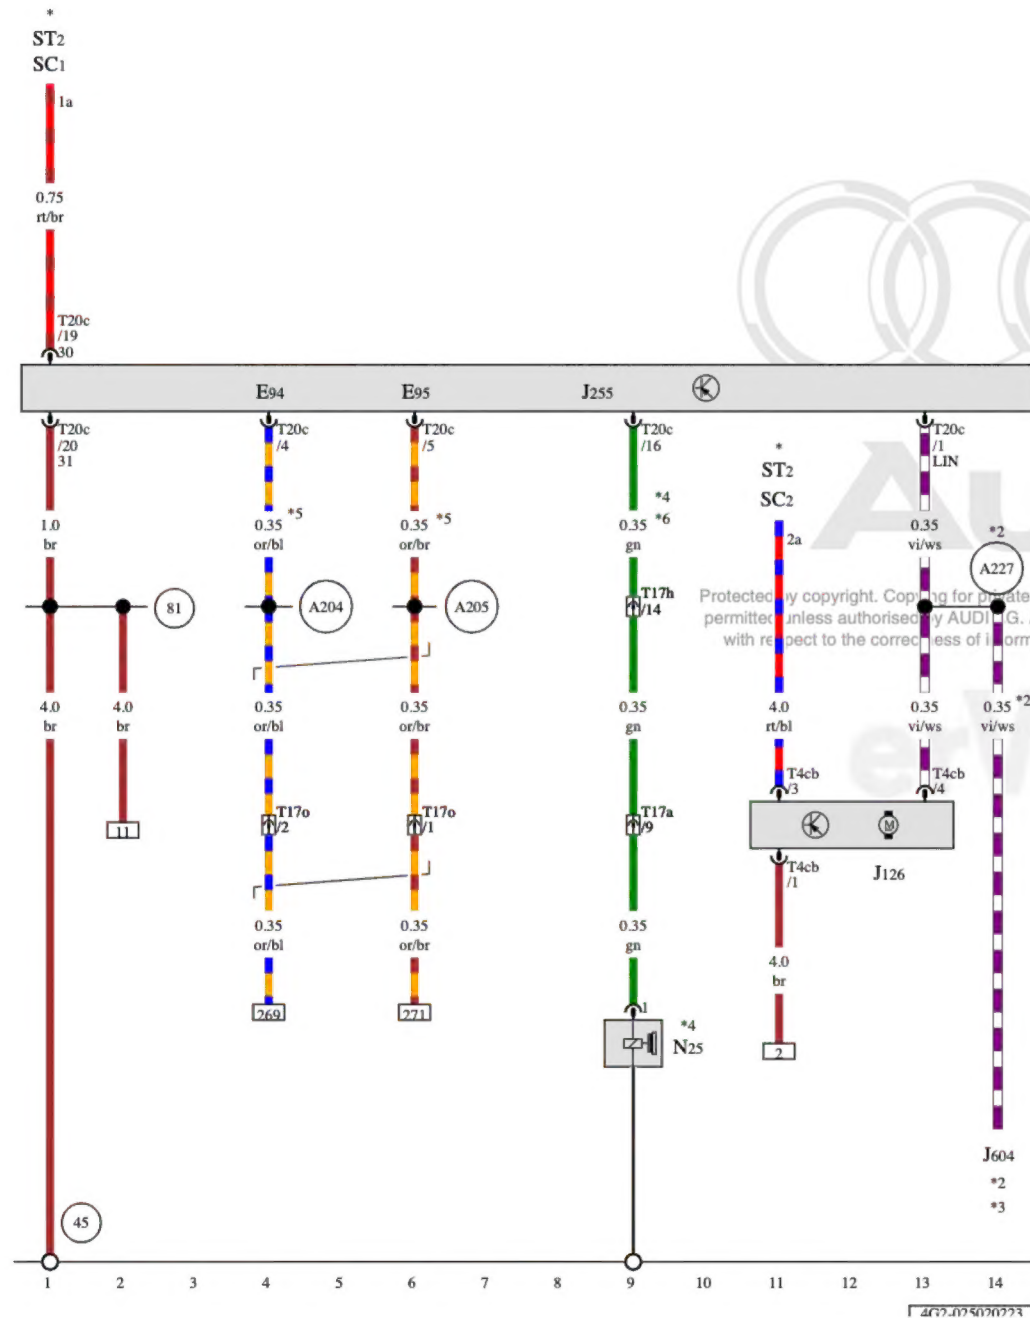 *
ST2
SC1
1a
0.75
rt/br
T20c
/19
30
E94
E95
J255
T20c
/20
31
T20c
/4
T20c
/5
T20c
/16
T20c
/1
LIN
*
ST2
SC2
2a
1.0
br
0.35 *5
or/bl
0.35 *5
or/br
*4
0.35 *6
gn
0.35
vi/ws
*2
A227
81
A204
A205
T17h
/14
Protected by copyright. Copying for private
permitted unless authorised by AUDI AG.
with respect to the correctness of inform
4.0
br
4.0
br
0.35
or/bl
0.35
or/br
0.35
gn
4.0
rt/bl
0.35
vi/ws
0.35 *2
vi/ws
T4cb
/3
T4cb
/4
11
T17o
/2
T17o
/1
T17a
/9
M
J126
T4cb
/1
0.35
or/bl
0.35
or/br
0.35
gn
4.0
br
269
271
1
*4
N25
2
J604
*2
*3
45
1 2 3 4 5 6 7 8 9 10 11 12 13 14
4G2-025020223